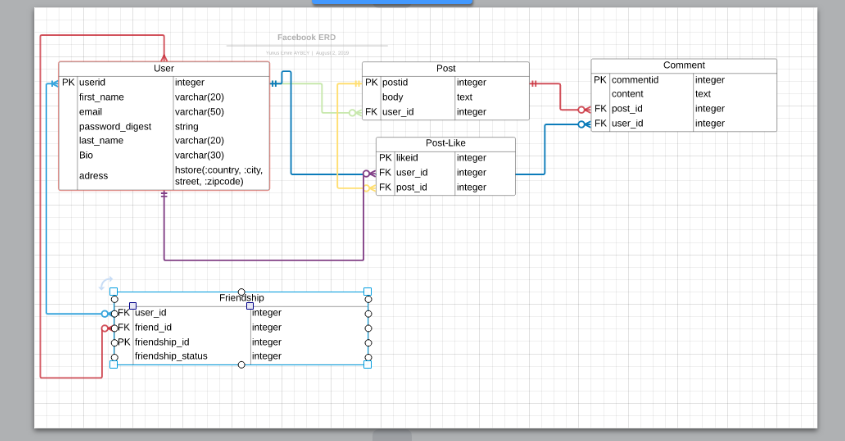 Facebook ERD
User
PK userid integer
first_name varchar(20)
email varchar(50)
password_digest string
last_name varchar(20)
Bio varchar(30)
adress hstore(:country, :city,
street, :zipcode)
Post
PK postid integer
body text
FK user_id integer
Post-Like
PK likeid integer
FK user_id integer
FK post_id integer
Comment
PK commentid integer
content text
FK post_id integer
FK user_id integer
Friendship
FK user_id integer
FK friend_id integer
PK friendship_id integer
friendship_status integer